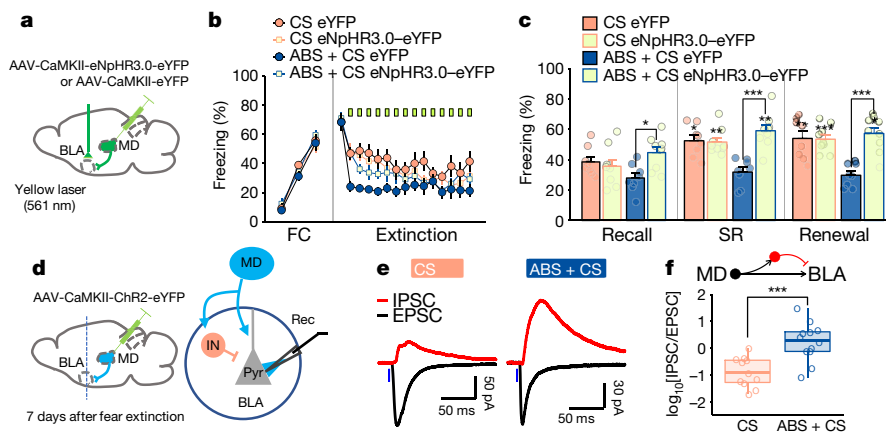 a
AAV-CaMKII-eNpHR3.0-eYFP
or AAV-CaMKII-eYFP
BLA
MD
Yellow laser
(561 nm)
b
CS eYFP
CS eNpHR3.0–eYFP
ABS + CS eYFP
ABS + CS eNpHR3.0–eYFP
Freezing (%)
100
80
60
40
20
0
FC
Extinction
c
CS eYFP
CS eNpHR3.0–eYFP
ABS + CS eYFP
ABS + CS eNpHR3.0–eYFP
Freezing (%)
100
80
60
40
20
0
*
*
**
***
**
**
***
***
*
Recall
SR
Renewal
d
AAV-CaMKII-ChR2-eYFP
BLA
MD
7 days after fear extinction
MD
IN
Pyr
Rec
BLA
e
CS
ABS + CS
IPSC
EPSC
50 ms
50 pA
50 ms
30 pA
f
MD
BLA
***
log10[IPSC/EPSC]
2
1
0
−1
−2
CS
ABS + CS